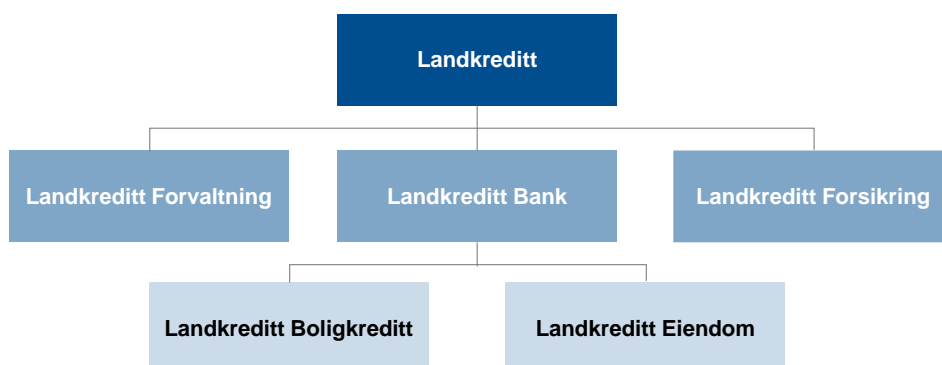 Landkreditt
Landkreditt Forvaltning
Landkreditt Bank
Landkreditt Forsikring
Landkreditt Boligkreditt
Landkreditt Eiendom